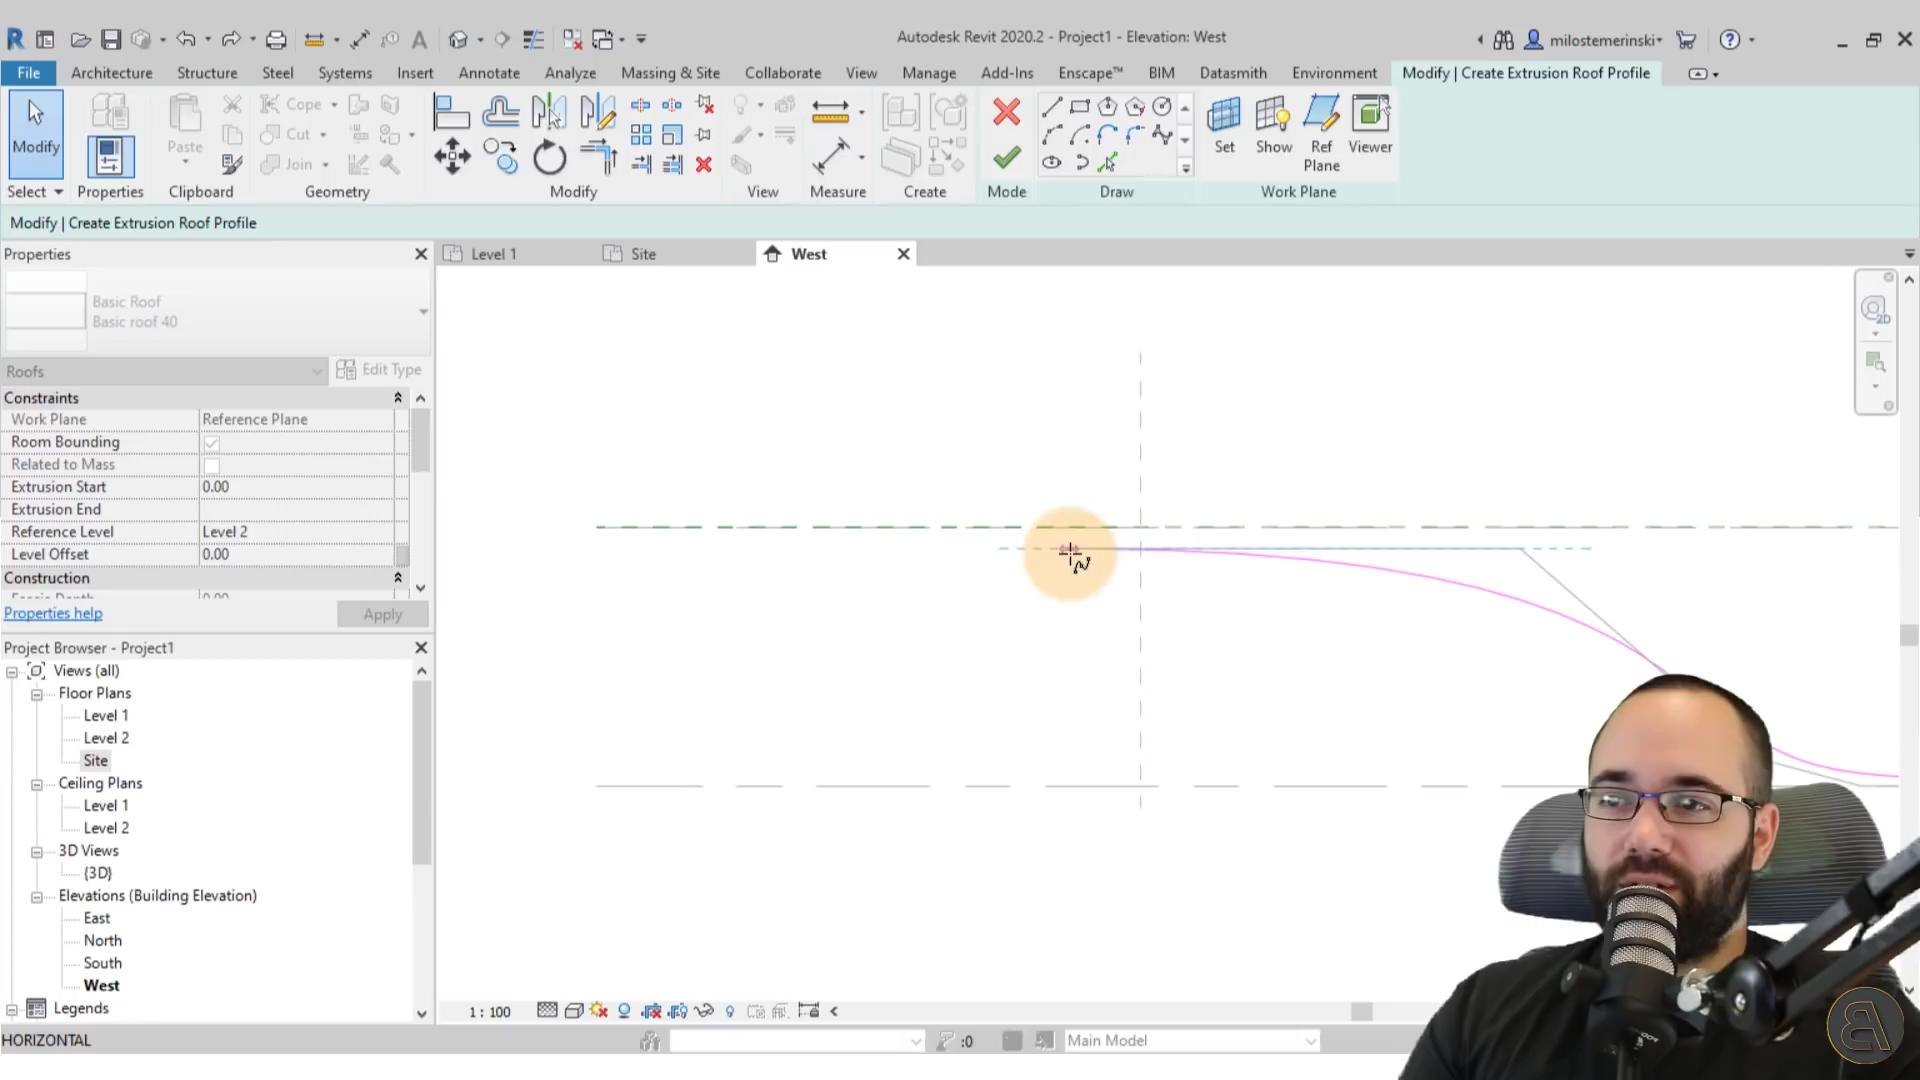 Autodesk Revit 2020.2 - Project1 - Elevation: West
milostemerinski
File Architecture Structure Steel Systems Insert Annotate Analyze Massing & Site Collaborate View Manage Add-Ins Enscape™ BIM Datasmith Environment Modify | Create Extrusion Roof Profile
Modify Paste Cope Cut Join Set Show Ref Plane Viewer
Select Properties Clipboard Geometry Modify View Measure Create Mode Draw Work Plane
Modify | Create Extrusion Roof Profile
Properties
Level 1 Site West
Basic Roof
Basic roof 40
Roofs Edit Type
Constraints
Work Plane Reference Plane
Room Bounding
Related to Mass
Extrusion Start 0.00
Extrusion End
Reference Level Level 2
Level Offset 0.00
Construction
Properties help Apply
Project Browser - Project1
Views (all)
Floor Plans
Level 1
Level 2
Site
Ceiling Plans
Level 1
Level 2
3D Views
{3D}
Elevations (Building Elevation)
East
North
South
West
Legends
1 : 100
HORIZONTAL
:0
Main Model
2D